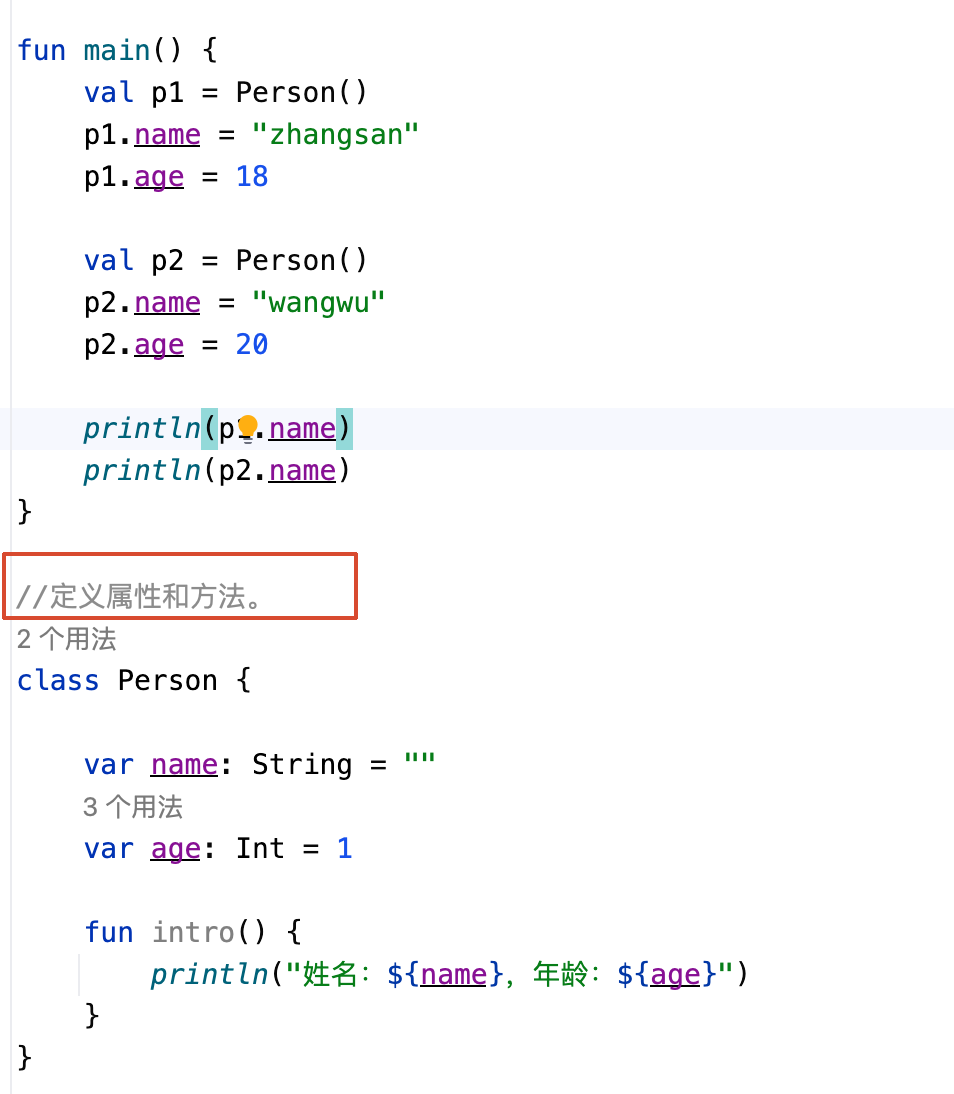 fun main() {
    val p1 = Person()
    p1.name = "zhangsan"
    p1.age = 18

    val p2 = Person()
    p2.name = "wangwu"
    p2.age = 20

    println(p1.name)
    println(p2.name)
}

//定义属性和方法。
2 个用法
class Person {

    var name: String = ""
    3 个用法
    var age: Int = 1

    fun intro() {
        println("姓名：${name}，年龄：${age}")
    }
}